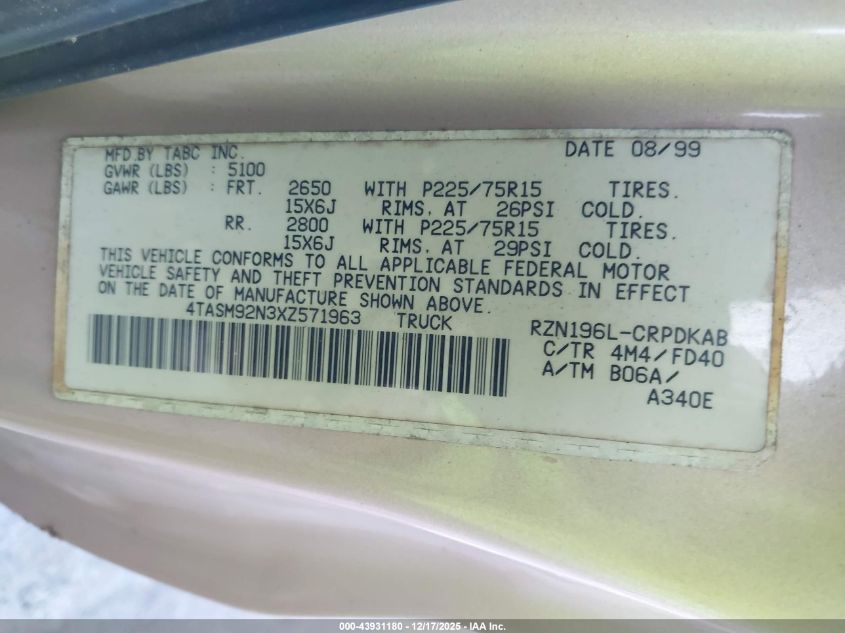 MFD.BY TABC INC. DATE 08/99
GVWR (LBS) : 5100
GAWR (LBS) : FRT. 2650 WITH P225/75R15 TIRES.
15X6J RIMS. AT 26PSI COLD.
RR. 2800 WITH P225/75R15 TIRES.
15X6J RIMS. AT 29PSI COLD.
THIS VEHICLE CONFORMS TO ALL APPLICABLE FEDERAL MOTOR
VEHICLE SAFETY AND THEFT PREVENTION STANDARDS IN EFFECT
ON THE DATE OF MANUFACTURE SHOWN ABOVE.
4TASM92N3XZ571963 TRUCK RZN196L-CRPDKAB
C/TR 4M4/FD40
A/TM B06A/
A340E
000-43931180 - 12/17/2025 - IAA Inc.